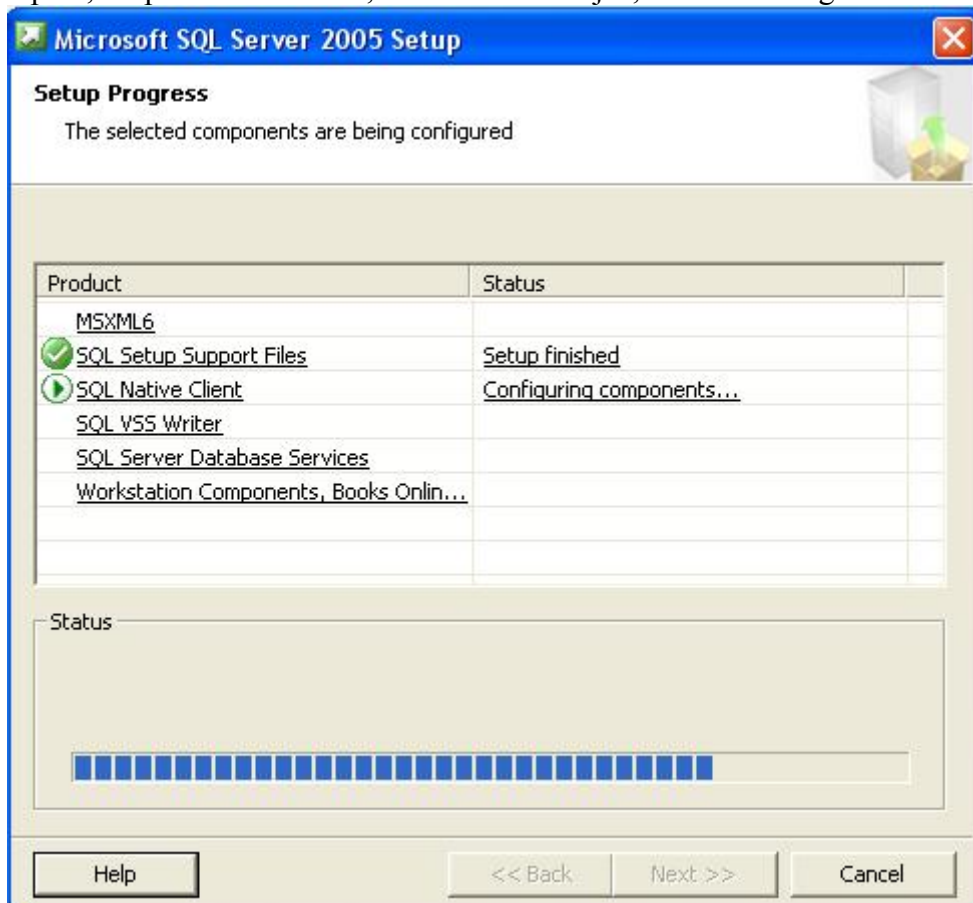 Microsoft SQL Server 2005 Setup
Setup Progress
The selected components are being configured
Product Status
MSXML6
SQL Setup Support Files Setup finished
SQL Native Client Configuring components...
SQL VSS Writer
SQL Server Database Services
Workstation Components, Books Onlin...
Status
Help << Back Next >> Cancel